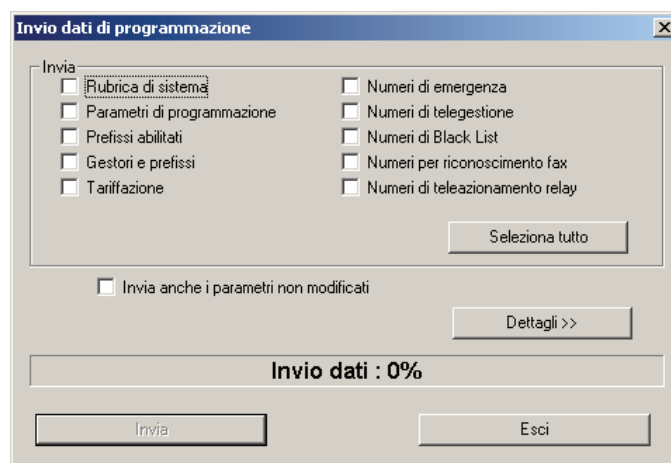 Invio dati di programmazione
Invia
Rubrica di sistema
Parametri di programmazione
Prefissi abilitati
Gestori e prefissi
Tariffazione
Numeri di emergenza
Numeri di telegestione
Numeri di Black List
Numeri per riconoscimento fax
Numeri di teleazionamento relay
Seleziona tutto
Invia anche i parametri non modificati
Dettagli >>
Invio dati : 0%
Invia
Esci